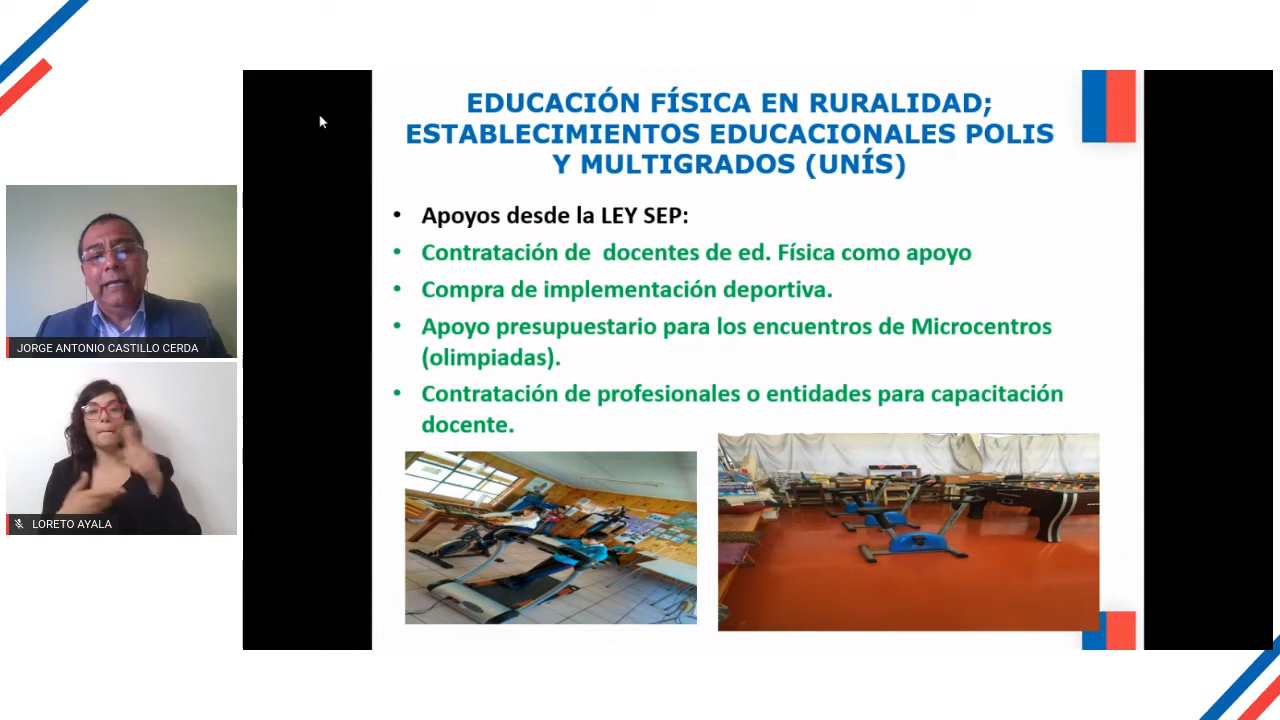 EDUCACIÓN FÍSICA EN RURALIDAD;
ESTABLECIMIENTOS EDUCACIONALES POLIS
Y MULTIGRADOS (UNÍS)
• Apoyos desde la LEY SEP:
• Contratación de docentes de ed. Física como apoyo
• Compra de implementación deportiva.
• Apoyo presupuestario para los encuentros de Microcentros
(olimpiadas).
• Contratación de profesionales o entidades para capacitación
docente.
JORGE ANTONIO CASTILLO CERDA
LORETO AYALA